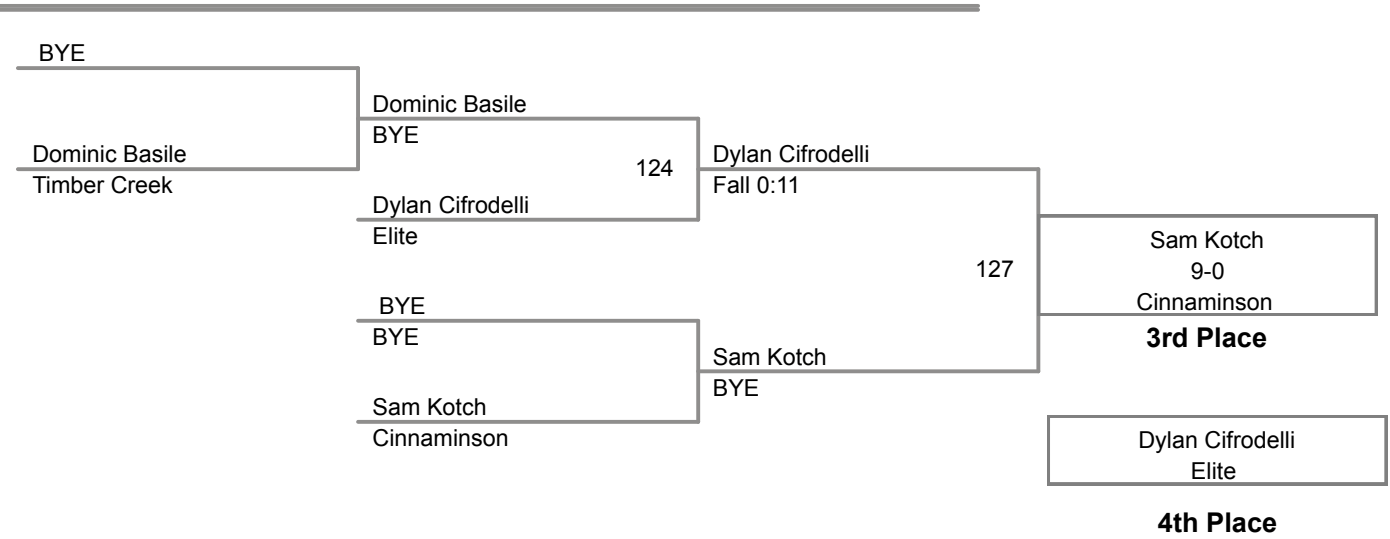 BYE
Dominic Basile
Timber Creek
Dominic Basile
BYE
124
Dylan Cifrodelli
Elite
BYE
BYE
Sam Kotch
Cinnaminson
Dylan Cifrodelli
Fall 0:11
127
Sam Kotch
BYE
Sam Kotch
9-0
Cinnaminson
3rd Place
Dylan Cifrodelli
Elite
4th Place